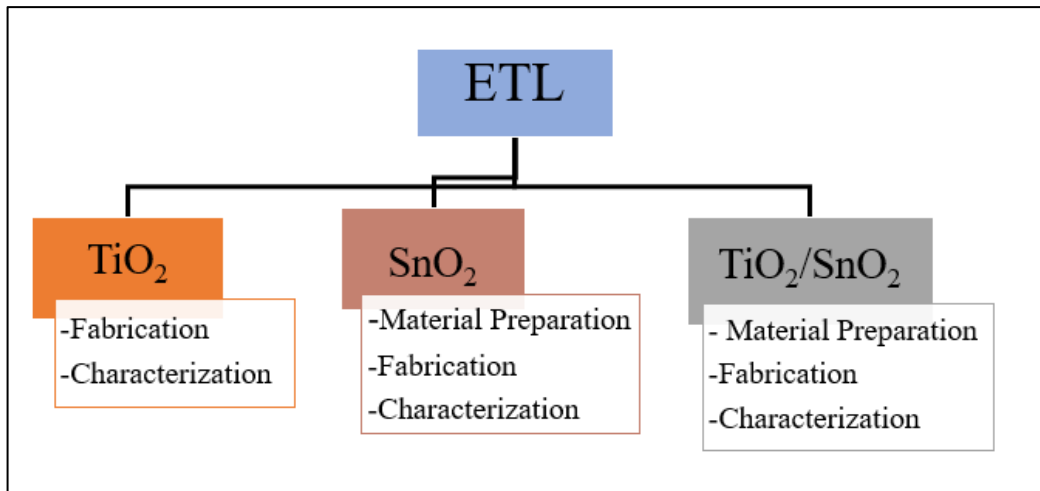 ETL
TiO₂
-Fabrication
-Characterization
SnO₂
-Material Preparation
-Fabrication
-Characterization
TiO₂/SnO₂
- Material Preparation
-Fabrication
-Characterization